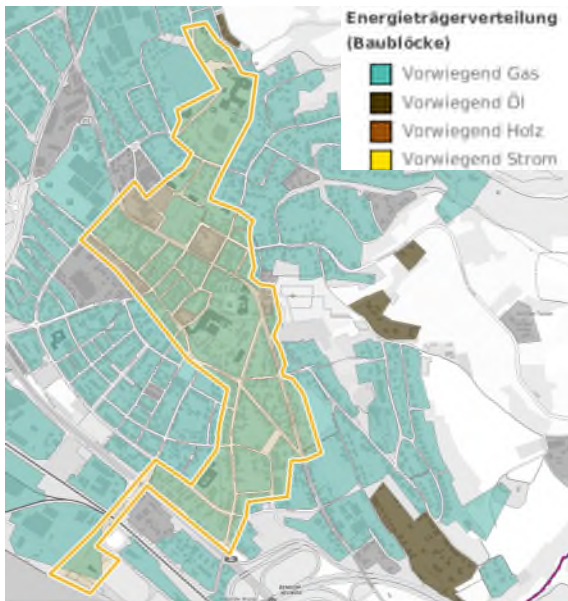 Energieträgerverteilung
(Baublöcke)
Vorwiegend Gas
Vorwiegend Öl
Vorwiegend Holz
Vorwiegend Strom